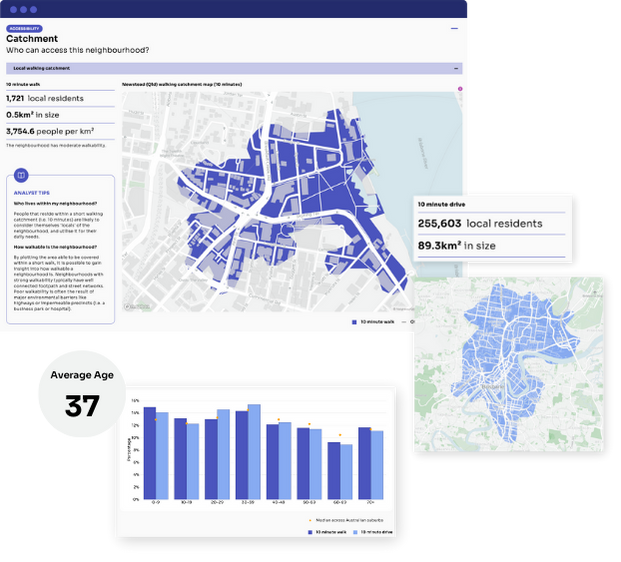 ACCESSIBILITY
Catchment
Who can access this neighbourhood?
Local walking catchment
10 minute walk
1,721 local residents
0.5km² in size
3,754.6 people per km²
The neighbourhood has moderate walkability.
ANALYST TIPS
Who lives within my neighbourhood?
People that reside within a short walking
catchment (i.e. 10 minutes) are likely to
consider themselves 'locals' of the
neighbourhood, and utilise it for their
daily needs.
How walkable is the neighbourhood?
By plotting the area able to be covered
within a short walk, it is possible to gain
insight into how walkable a
neighbourhood is. Neighbourhoods with
strong walkability typically have well
connected footpath and street networks.
Poor walkability is often the result of
major environmental barriers like
highways or impermeable precincts (i.e. a
business park or hospital).
Newstead (Qld) walking catchment map (10 minutes)
10 minute walk
10 minute drive
255,603 local residents
89.3km² in size
Average Age
37
Percentage
16%
14%
12%
10%
8%
6%
4%
2%
0%
0-9 10-19 20-29 30-39 40-49 50-59 60-69 70+
Median across Australian suburbs
10 minute walk 10 minute drive